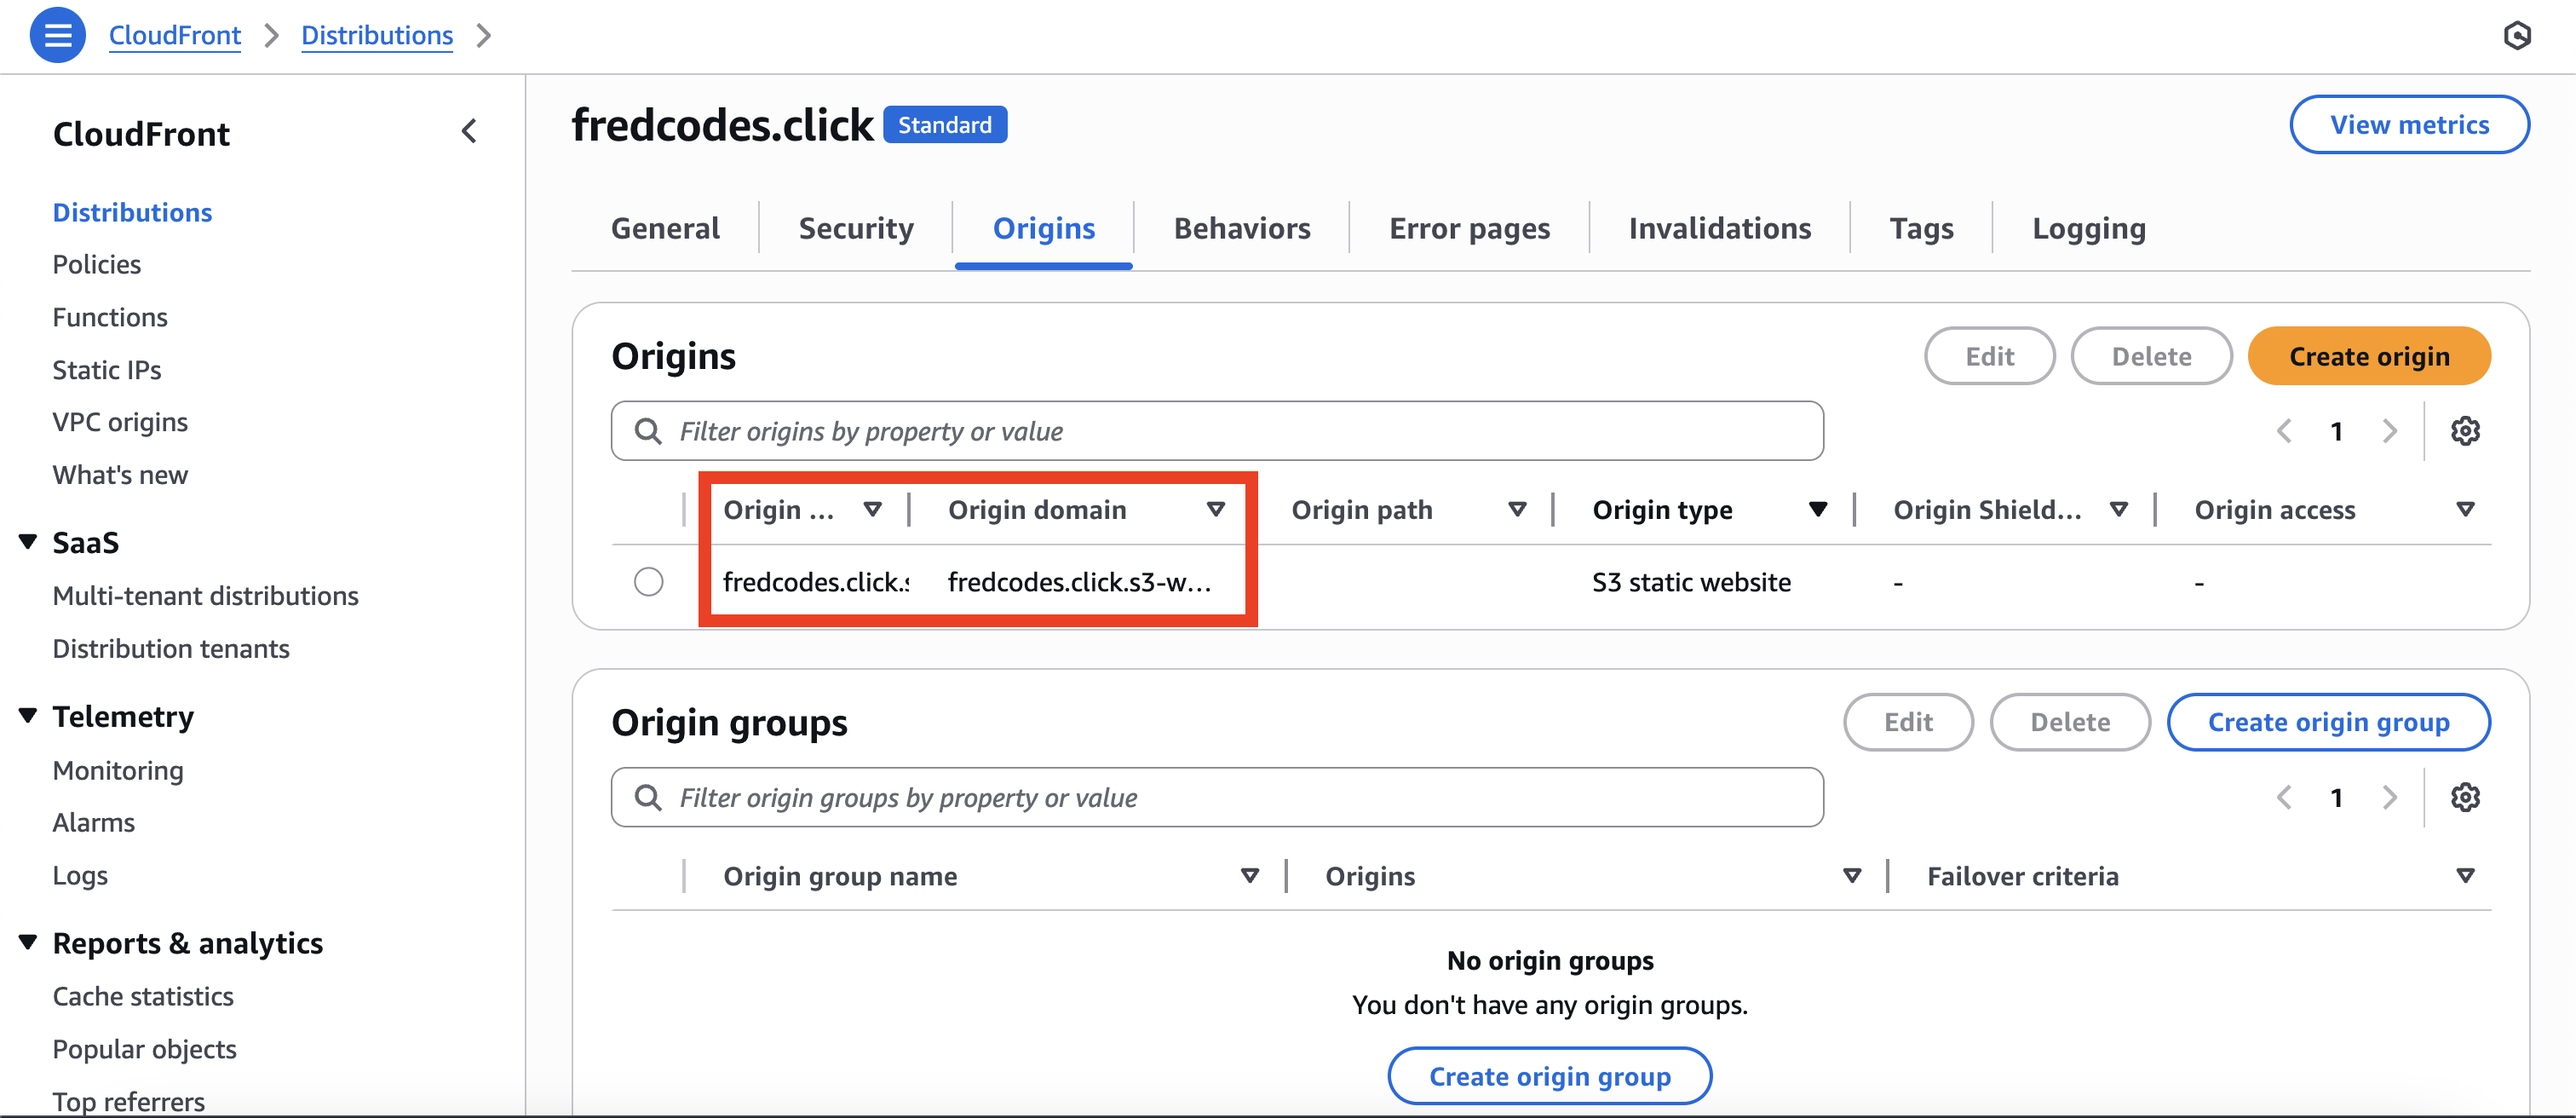 CloudFront > Distributions >
CloudFront
Distributions
Policies
Functions
Static IPs
VPC origins
What's new
SaaS
Multi-tenant distributions
Distribution tenants
Telemetry
Monitoring
Alarms
Logs
Reports & analytics
Cache statistics
Popular objects
Top referrers
fredcodes.click Standard
View metrics
General Security Origins Behaviors Error pages Invalidations Tags Logging
Origins
Edit Delete Create origin
Filter origins by property or value
1
Origin ... Origin domain Origin path Origin type Origin Shield... Origin access
fredcodes.click.s fredcodes.click.s3-w... S3 static website - -
Origin groups
Edit Delete Create origin group
Filter origin groups by property or value
1
Origin group name Origins Failover criteria
No origin groups
You don't have any origin groups.
Create origin group